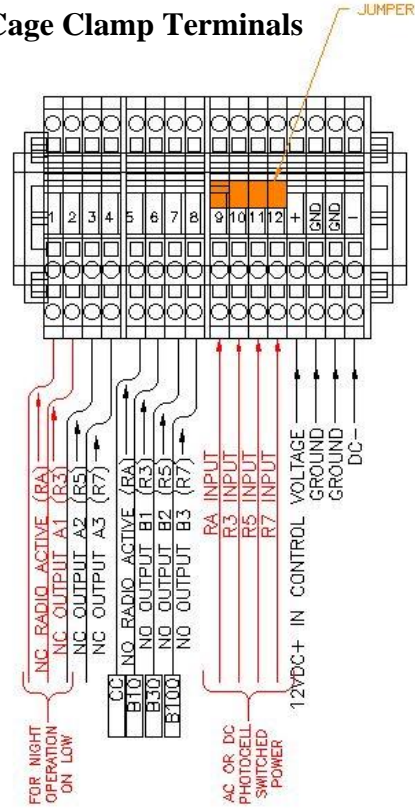 Cage Clamp Terminals
JUMPER
1 2 3 4 5 6 7 8 9 10 11 12 + GND GND -
NC RADIO ACTIVE (RA)
NC OUTPUT A1 (R3)
NC OUTPUT A2 (R5)
NC OUTPUT A3 (R7)
NO RADIO ACTIVE (RA)
NO OUTPUT B1 (R3)
NO OUTPUT B2 (R5)
NO OUTPUT B3 (R7)
RA INPUT
R3 INPUT
R5 INPUT
R7 INPUT
12VDC+ IN CONTROL VOLTAGE
GROUND
GROUND
DC-
CC
B10
B30
B100
FOR NIGHT
OPERATION
ON LOW
AC OR DC
PHOTOCELL
SWITCHED
POWER